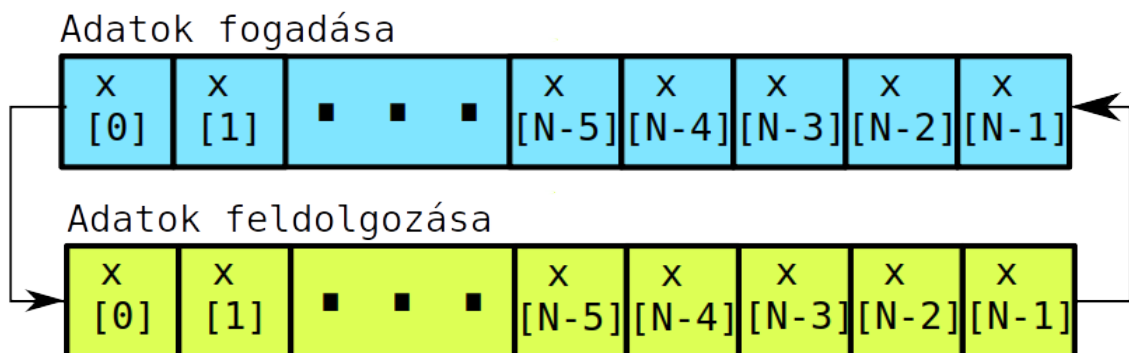 Adatok fogadása
x x x x x x x
[0] [1] . . . [N-5] [N-4] [N-3] [N-2] [N-1]
Adatok feldolgozása
x x x x x x x
[0] [1] . . . [N-5] [N-4] [N-3] [N-2] [N-1]